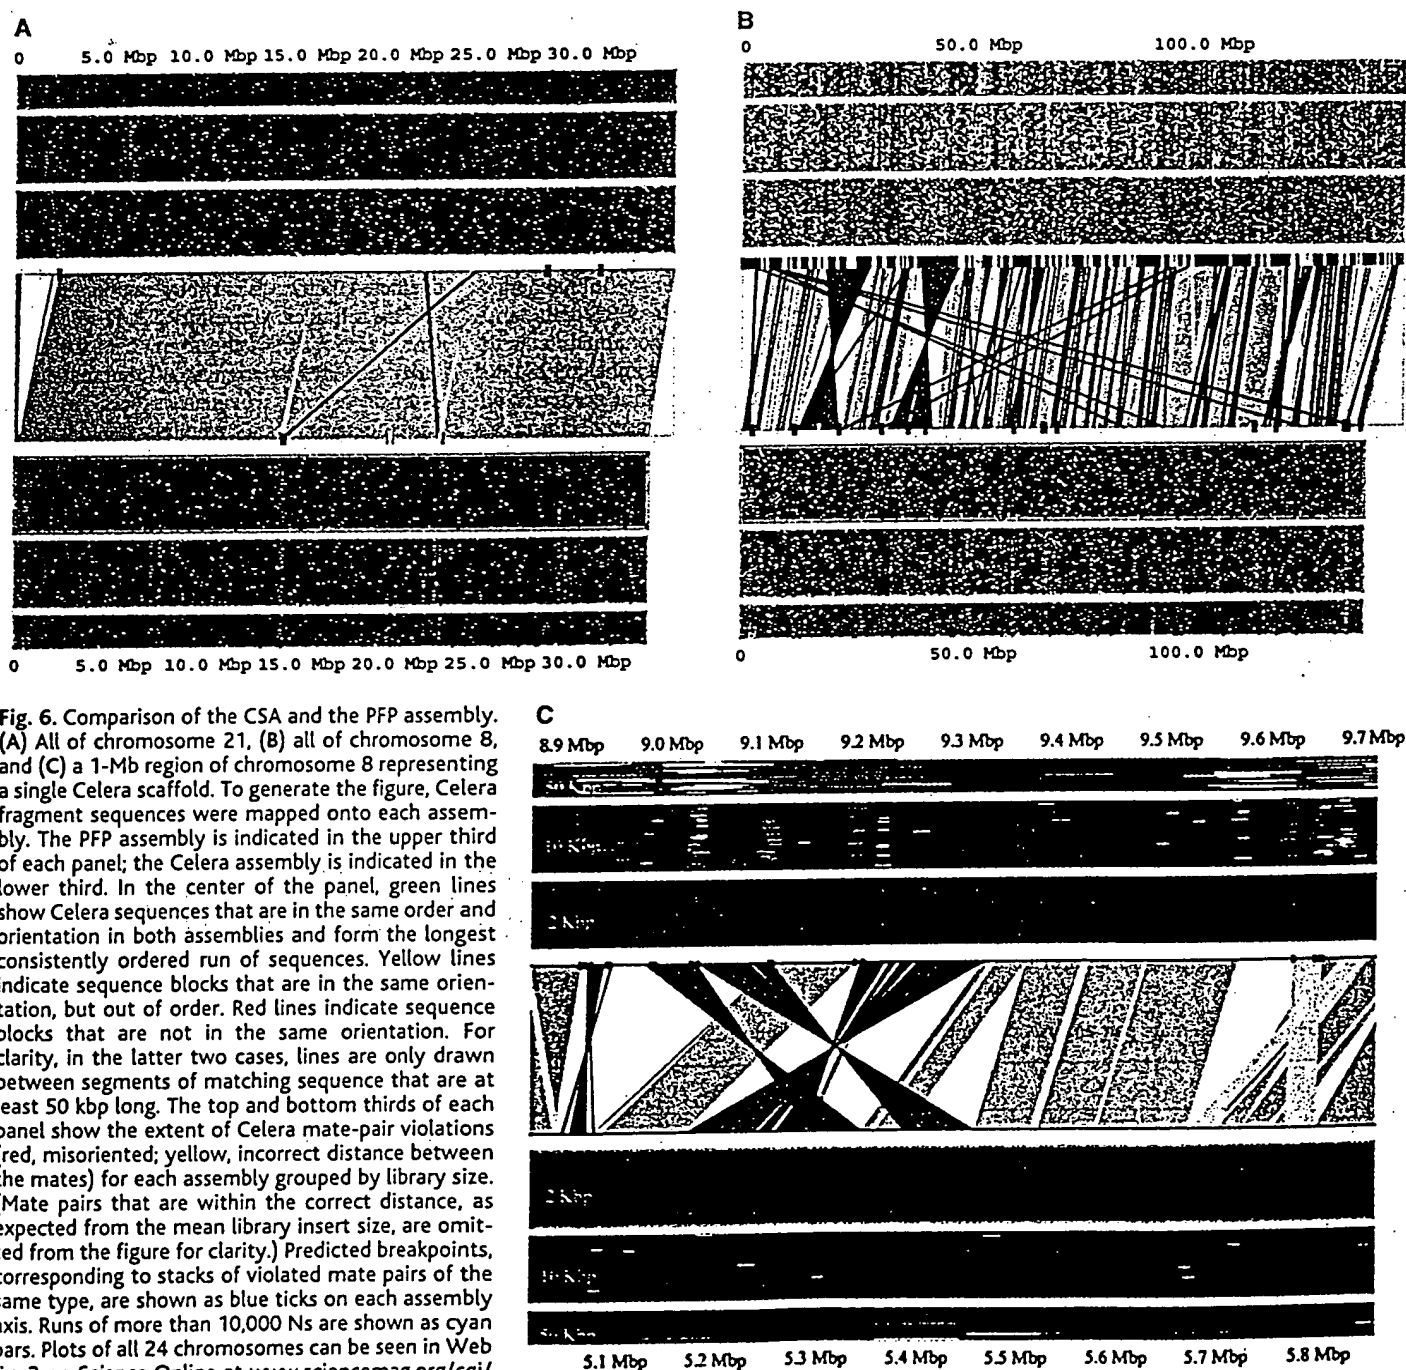 A
0 5.0 Mbp 10.0 Mbp 15.0 Mbp 20.0 Mbp 25.0 Mbp 30.0 Mbp
0 5.0 Mbp 10.0 Mbp 15.0 Mbp 20.0 Mbp 25.0 Mbp 30.0 Mbp
B
0 50.0 Mbp 100.0 Mbp
0 50.0 Mbp 100.0 Mbp
Fig. 6. Comparison of the CSA and the PFP assembly.
(A) All of chromosome 21, (B) all of chromosome 8,
and (C) a 1-Mb region of chromosome 8 representing
a single Celera scaffold. To generate the figure, Celera
fragment sequences were mapped onto each assem-
bly. The PFP assembly is indicated in the upper third
of each panel; the Celera assembly is indicated in the
lower third. In the center of the panel, green lines
show Celera sequences that are in the same order and
orientation in both assemblies and form the longest
consistently ordered run of sequences. Yellow lines
indicate sequence blocks that are in the same orien-
tation, but out of order. Red lines indicate sequence
blocks that are not in the same orientation. For
clarity, in the latter two cases, lines are only drawn
between segments of matching sequence that are at
least 50 kbp long. The top and bottom thirds of each
panel show the extent of Celera mate-pair violations
(red, misoriented; yellow, incorrect distance between
the mates) for each assembly grouped by library size.
(Mate pairs that are within the correct distance, as
expected from the mean library insert size, are omit-
ted from the figure for clarity.) Predicted breakpoints,
corresponding to stacks of violated mate pairs of the
same type, are shown as blue ticks on each assembly
axis. Runs of more than 10,000 Ns are shown as cyan
bars. Plots of all 24 chromosomes can be seen in Web
C
8.9 Mbp 9.0 Mbp 9.1 Mbp 9.2 Mbp 9.3 Mbp 9.4 Mbp 9.5 Mbp 9.6 Mbp 9.7 Mbp
50 Kbp
10 Kbp
2 Kbp
2 Kbp
10 Kbp
50 Kbp
5.1 Mbp 5.2 Mbp 5.3 Mbp 5.4 Mbp 5.5 Mbp 5.6 Mbp 5.7 Mbp 5.8 Mbp